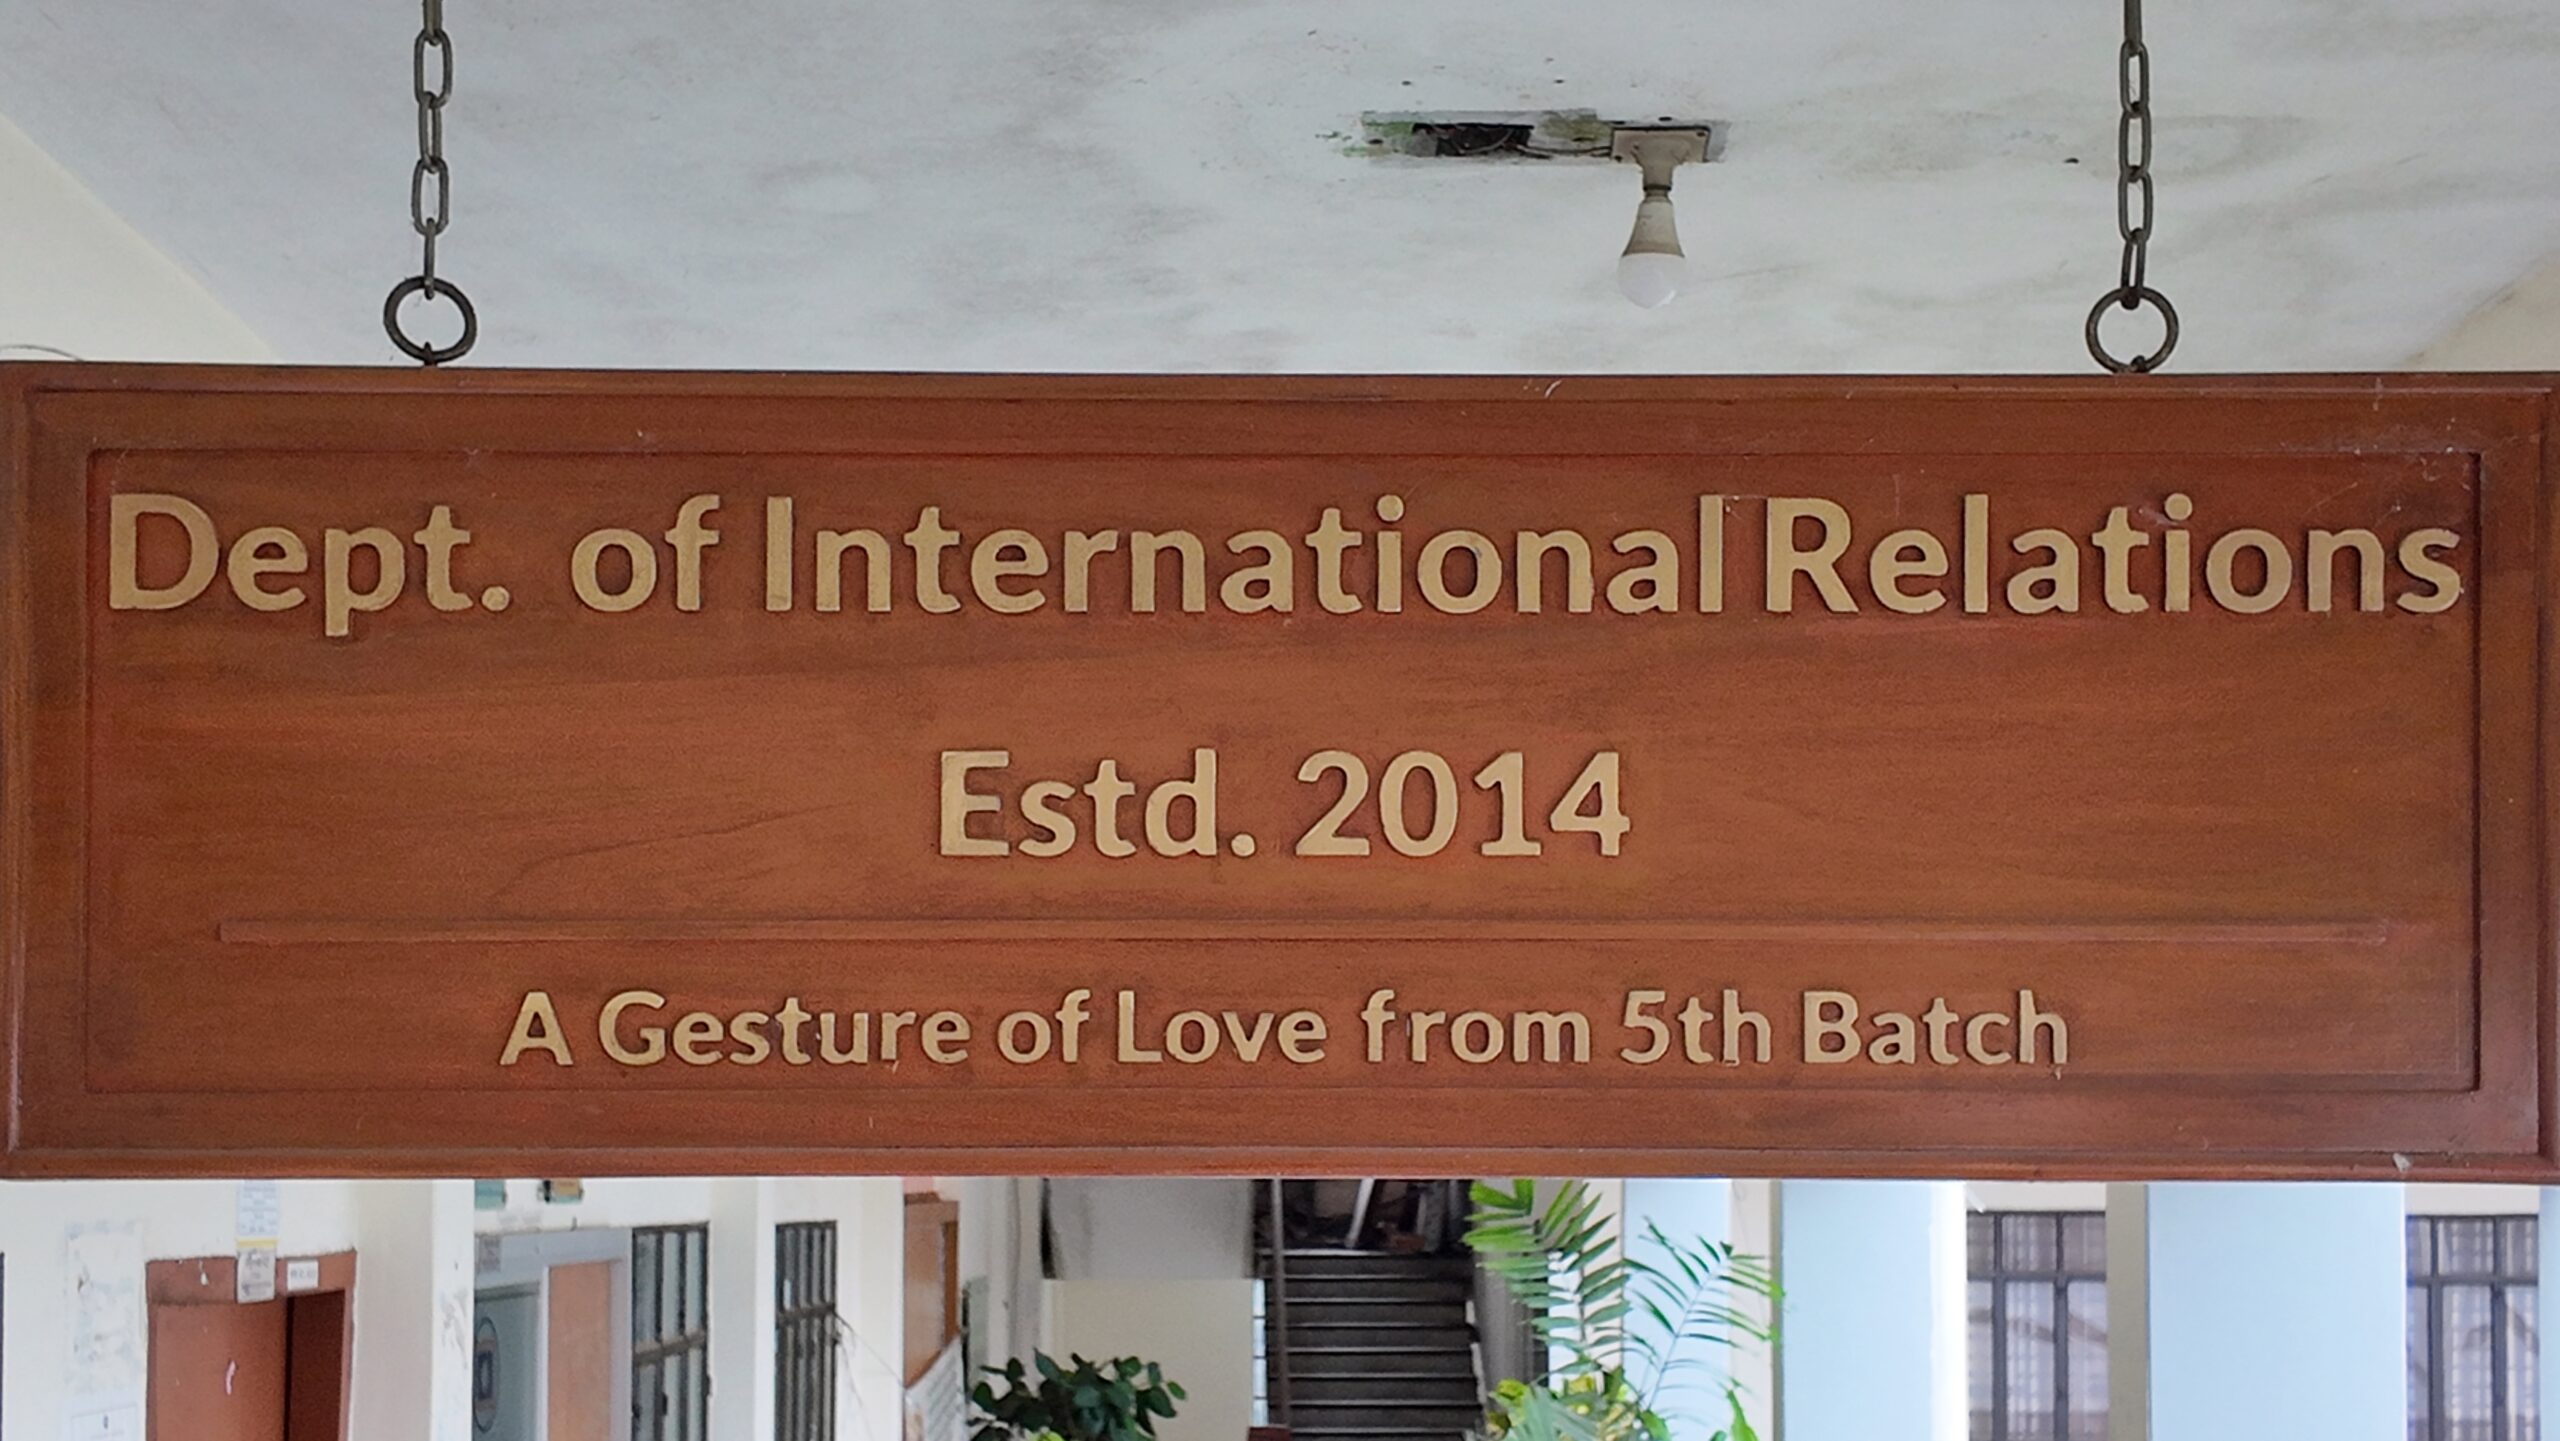 Dept. of International Relations
Estd. 2014
A Gesture of Love from 5th Batch